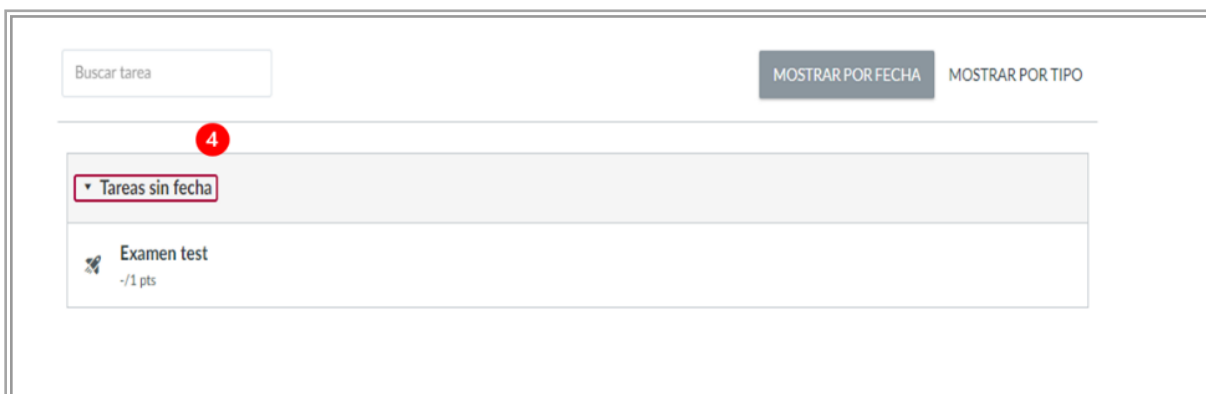 Buscar tarea
MOSTRAR POR FECHA
MOSTRAR POR TIPO
4
Tareas sin fecha
Examen test
-/1 pts